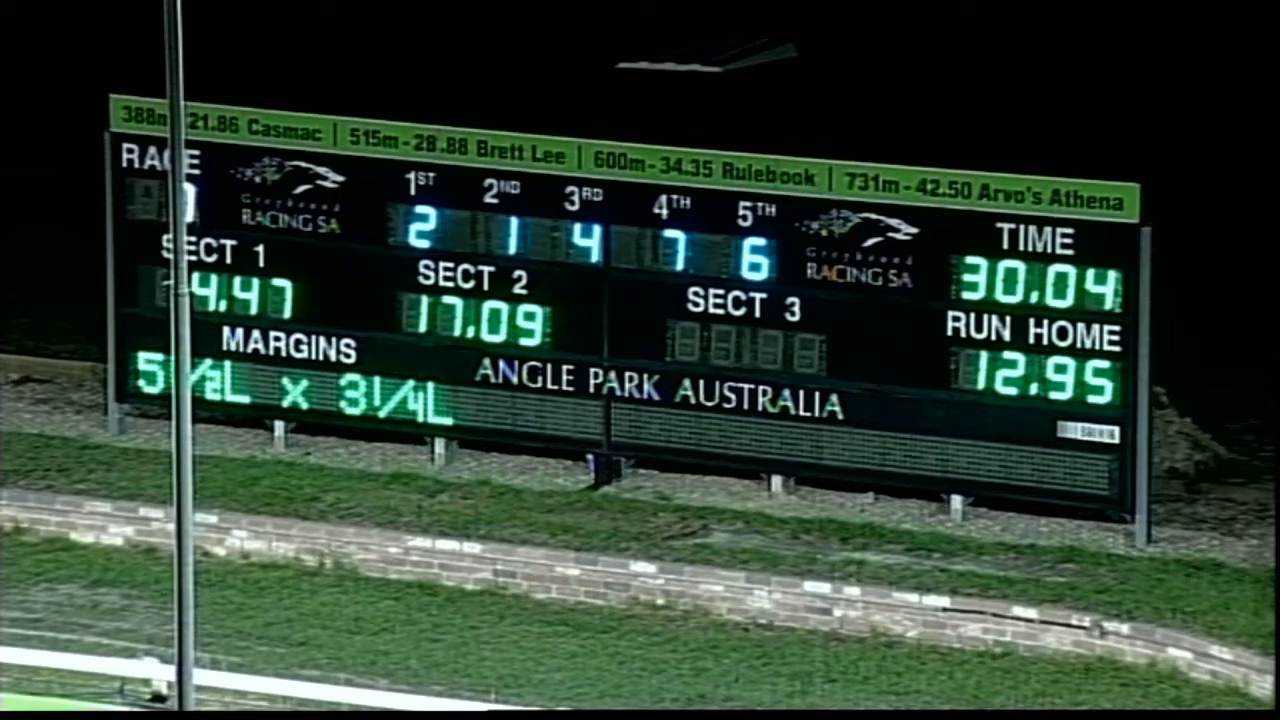 388m 21.86 Casmac | 515m - 28.88 Brett Lee | 600m - 34.35 Rulebook | 731m - 42.50 Arvo's Athena
RACE
Greyhound
RACING SA
1ST 2ND 3RD 4TH 5TH
2 1 4 7 6
Greyhound
RACING SA
TIME
30.04
SECT 1
4.47
SECT 2
17.09
SECT 3
RUN HOME
12.95
MARGINS
5 1/2L x 3 1/4L
ANGLE PARK AUSTRALIA